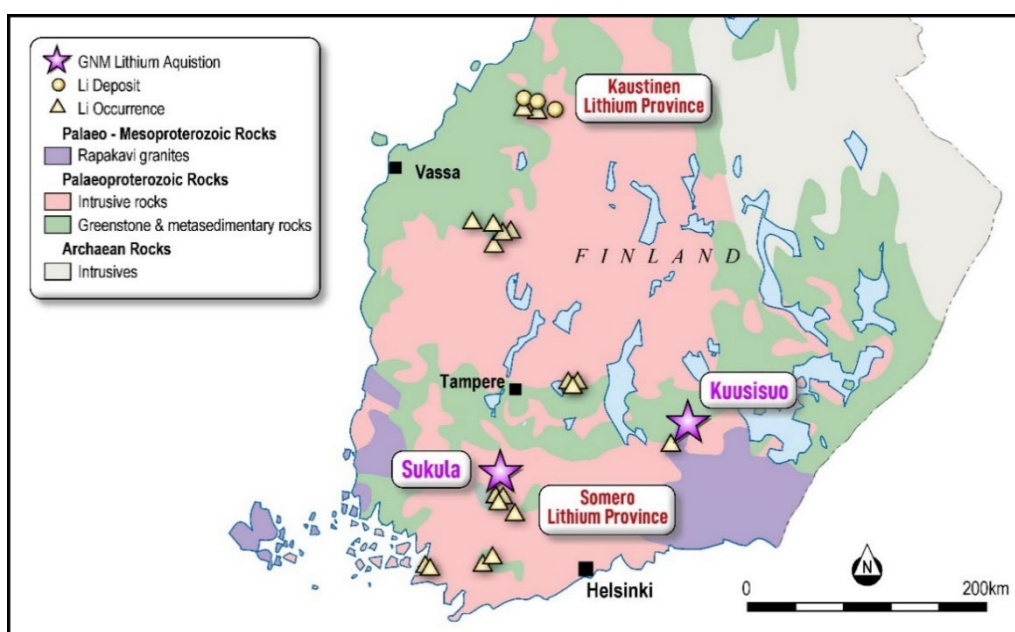 GNM Lithium Aquistion
Li Deposit
Li Occurrence
Palaeo - Mesoproterozoic Rocks
Rapakavi granites
Palaeoproterozoic Rocks
Intrusive rocks
Greenstone & metasedimentary rocks
Archaean Rocks
Intrusives
Kaustinen
Lithium Province
Vassa
FINLAND
Tampere
Kuusisuo
Sukula
Somero
Lithium Province
Helsinki
N
0
200km